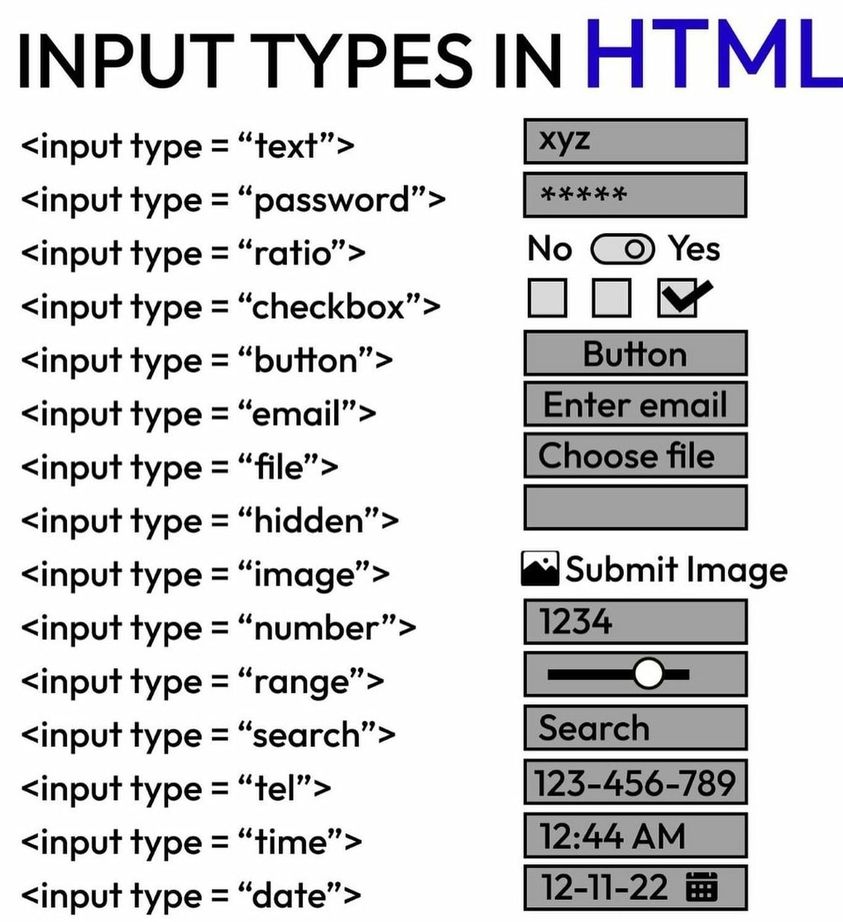 INPUT TYPES IN HTML
<input type = “text”> xyz
<input type = “password”> *****
<input type = “ratio”> No Yes
<input type = “checkbox”>
<input type = “button”> Button
<input type = “email”> Enter email
<input type = “file”> Choose file
<input type = “hidden”>
<input type = “image”> Submit Image
<input type = “number”> 1234
<input type = “range”>
<input type = “search”> Search
<input type = “tel”> 123-456-789
<input type = “time”> 12:44 AM
<input type = “date”> 12-11-22